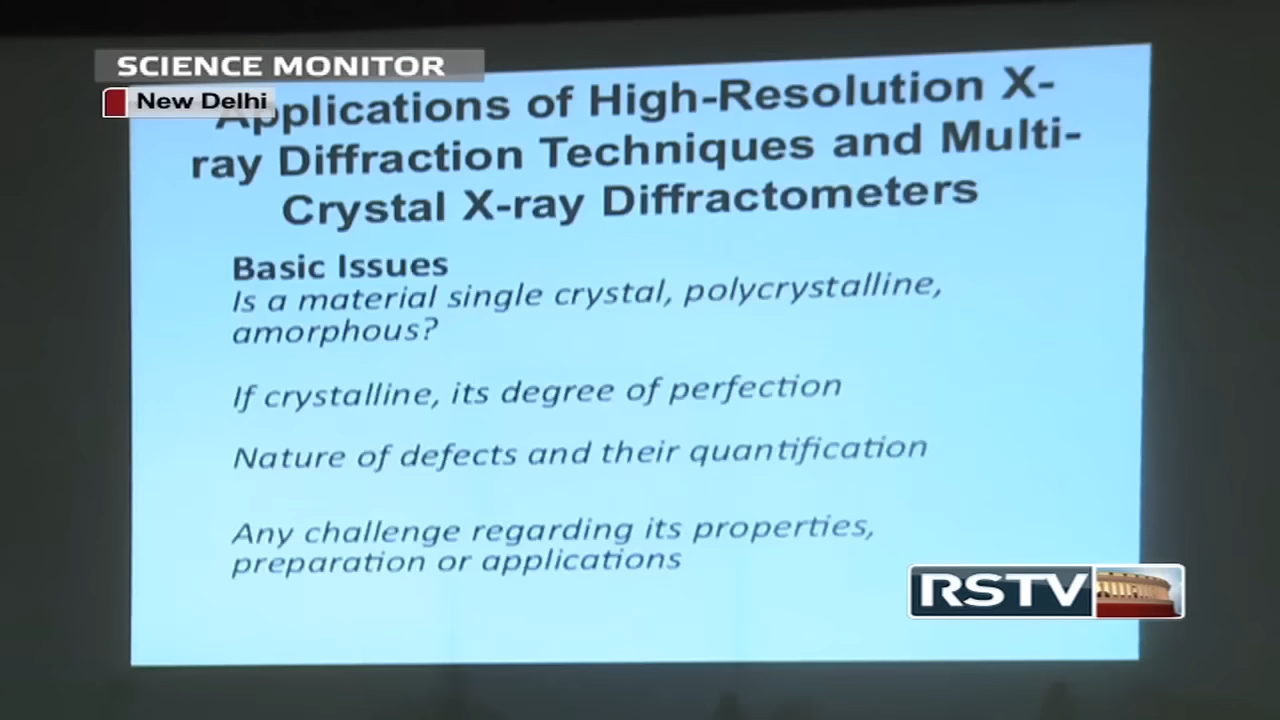 SCIENCE MONITOR
New Delhi
Applications of High-Resolution X-
ray Diffraction Techniques and Multi-
Crystal X-ray Diffractometers
Basic Issues
Is a material single crystal, polycrystalline,
amorphous?
If crystalline, its degree of perfection
Nature of defects and their quantification
Any challenge regarding its properties,
preparation or applications
RSTV